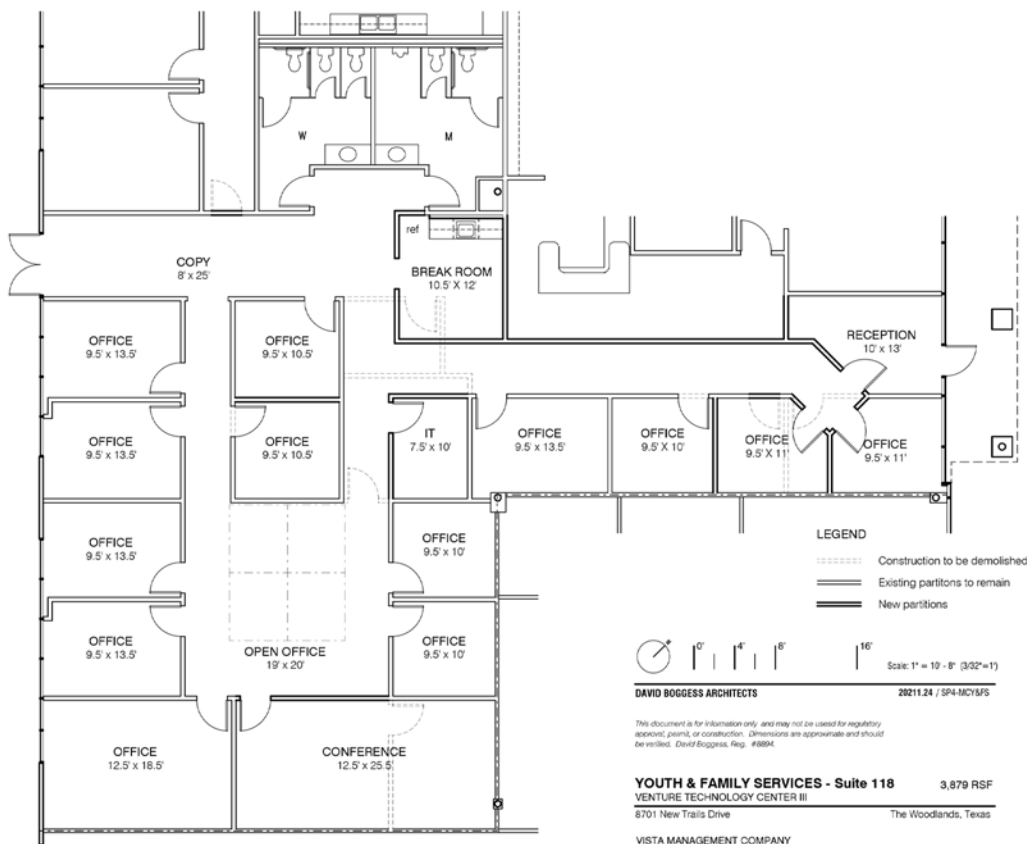 W
M
ref
COPY
8' x 25'
BREAK ROOM
10.5' X 12'
OFFICE
9.5' x 13.5'
OFFICE
9.5' x 10.5'
RECEPTION
10' x 13'
OFFICE
9.5' x 13.5'
OFFICE
9.5' x 10.5'
IT
7.5' x 10'
OFFICE
9.5' x 13.5'
OFFICE
9.5' X 10'
OFFICE
9.5' X 11'
OFFICE
9.5' x 11'
OFFICE
9.5' x 13.5'
OFFICE
9.5' x 10'
OFFICE
9.5' x 13.5'
OPEN OFFICE
19' x 20'
OFFICE
9.5' x 10'
OFFICE
12.5' x 18.5'
CONFERENCE
12.5' x 25.5'
LEGEND
Construction to be demolished
Existing partitons to remain
New partitions
0' 4' 8' 16'
Scale: 1" = 10' - 8" (3/32"=1')
DAVID BOGGESS ARCHITECTS 20211.24 / SP4-MCY&FS
This document is for information only and may not be usesd for regulatory
approval, permit, or construction. Dimensions are approximate and should
be verified. David Boggess, Reg. #8894.
YOUTH & FAMILY SERVICES - Suite 118 3,879 RSF
VENTURE TECHNOLOGY CENTER III
8701 New Trails Drive The Woodlands, Texas
VISTA MANAGEMENT COMPANY